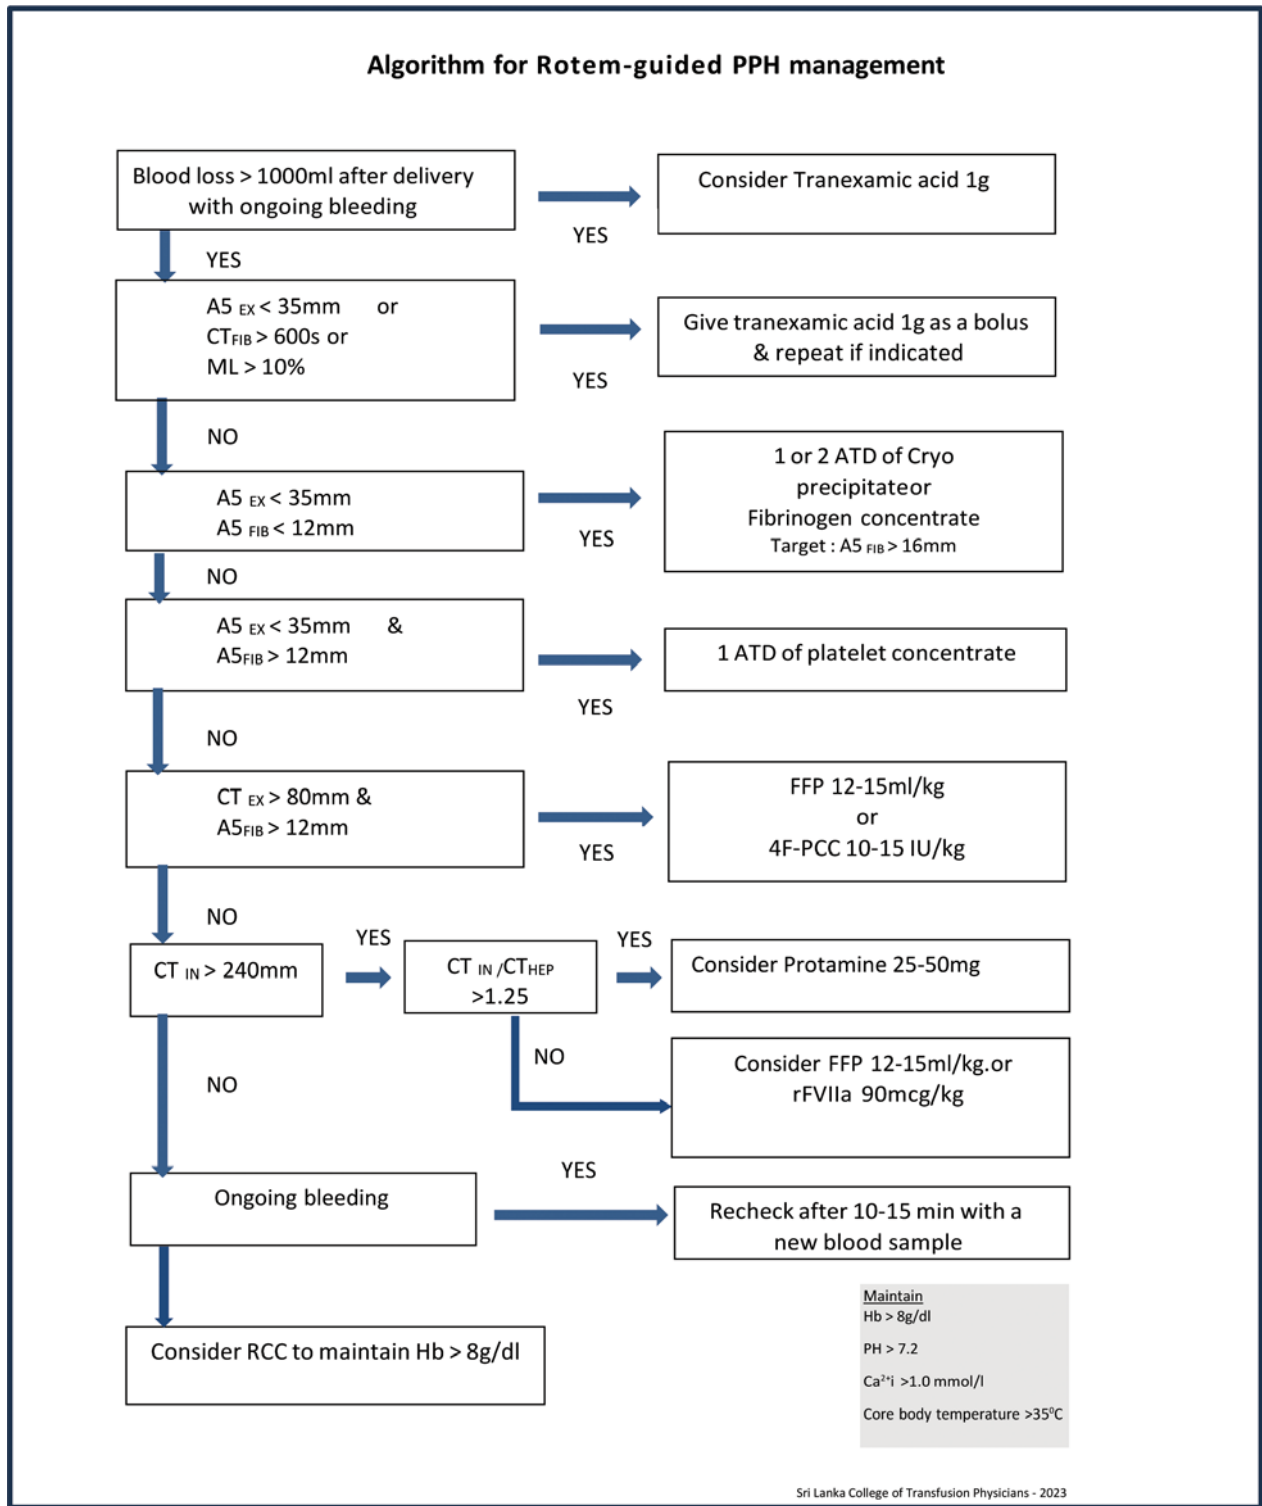 Algorithm for Rotem-guided PPH management
Blood loss > 1000ml after delivery
with ongoing bleeding
YES
Consider Tranexamic acid 1g
YES
A5 EX < 35mm or
CTFIB > 600s or
ML > 10%
YES
Give tranexamic acid 1g as a bolus
& repeat if indicated
NO
A5 EX < 35mm
A5 FIB < 12mm
YES
1 or 2 ATD of Cryo
precipitateor
Fibrinogen concentrate
Target : A5 FIB > 16mm
NO
A5 EX < 35mm &
A5FIB > 12mm
YES
1 ATD of platelet concentrate
NO
CT EX > 80mm &
A5FIB > 12mm
YES
FFP 12-15ml/kg
or
4F-PCC 10-15 IU/kg
NO
CT IN > 240mm
YES
CT IN /CTHEP
>1.25
YES
Consider Protamine 25-50mg
NO
Consider FFP 12-15ml/kg.or
rFVIIa 90mcg/kg
NO
Ongoing bleeding
YES
Recheck after 10-15 min with a
new blood sample
Consider RCC to maintain Hb > 8g/dl
Maintain
Hb > 8g/dl
PH > 7.2
Ca²⁺i >1.0 mmol/l
Core body temperature >35⁰C
Sri Lanka College of Transfusion Physicians - 2023